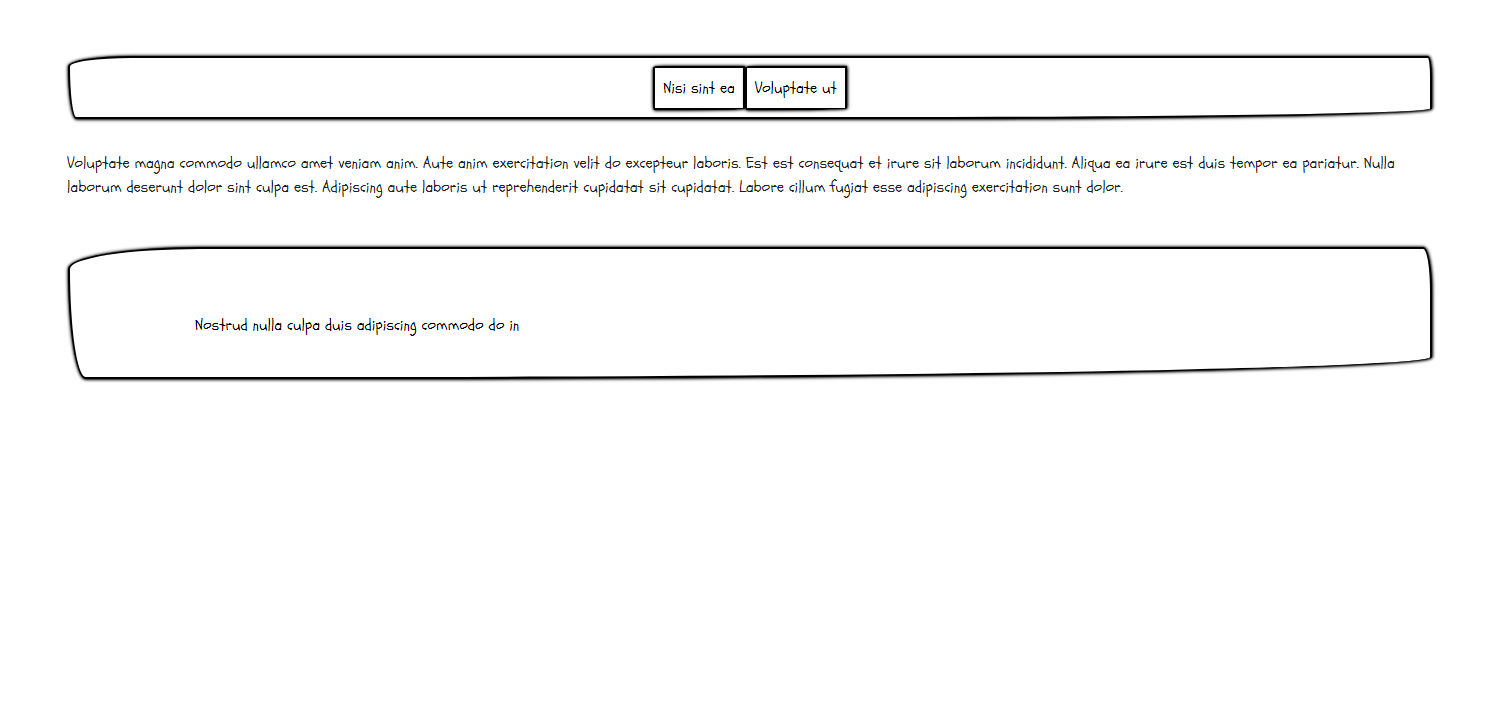 Nisi sint ea Voluptate ut
Voluptate magna commodo ullamco amet veniam anim. Aute anim exercitation velit do excepteur laboris. Est est consequat et irure sit laborum incididunt. Aliqua ea irure est duis tempor ea pariatur. Nulla
laborum deserunt dolor sint culpa est. Adipiscing aute laboris ut reprehenderit cupidatat sit cupidatat. Labore cillum fugiat esse adipiscing exercitation sunt dolor.
Nostrud nulla culpa duis adipiscing commodo do in